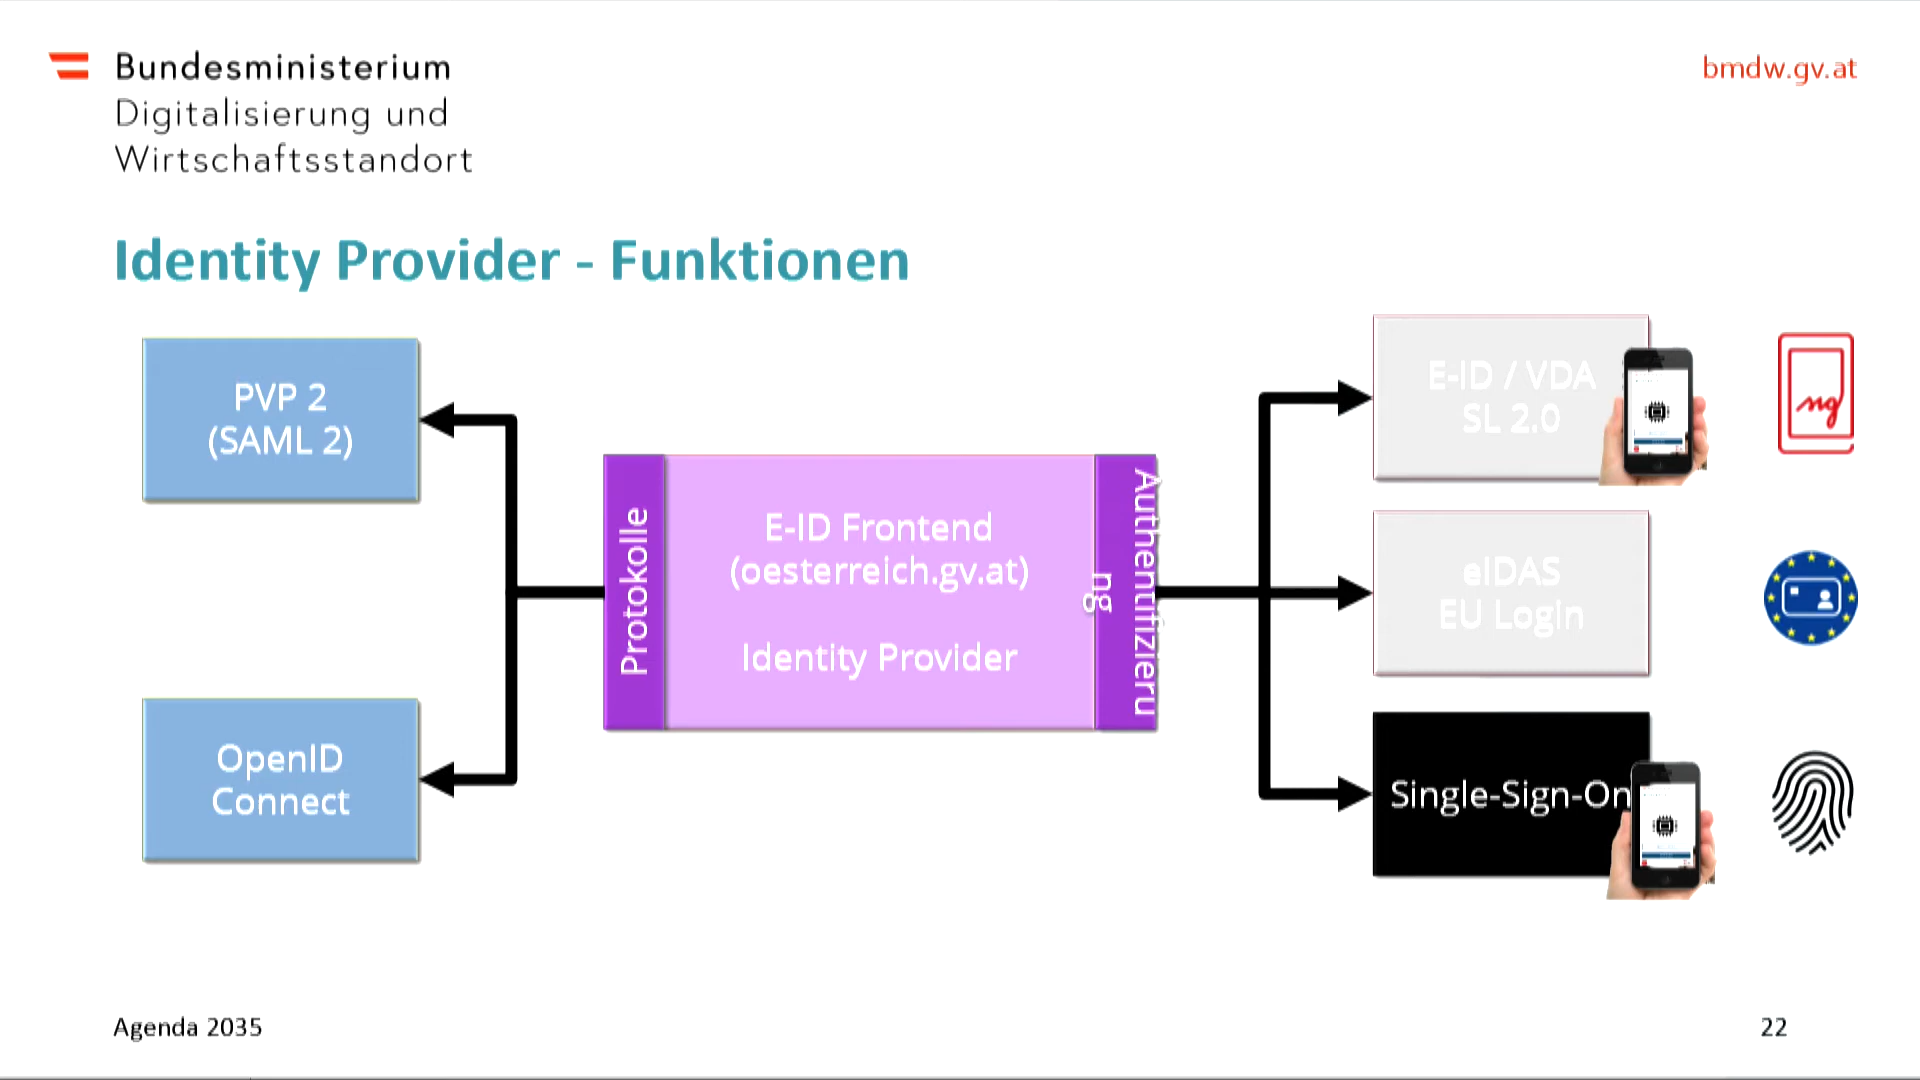 Bundesministerium
Digitalisierung und
Wirtschaftsstandort
bmdw.gv.at
Identity Provider - Funktionen
PVP 2
(SAML 2)
OpenID
Connect
Protokolle
E-ID Frontend
(oesterreich.gv.at)
Identity Provider
Authentifizieru
ng
E-ID / VDA
SL 2.0
eIDAS
EU Login
Single-Sign-On
Agenda 2035
22